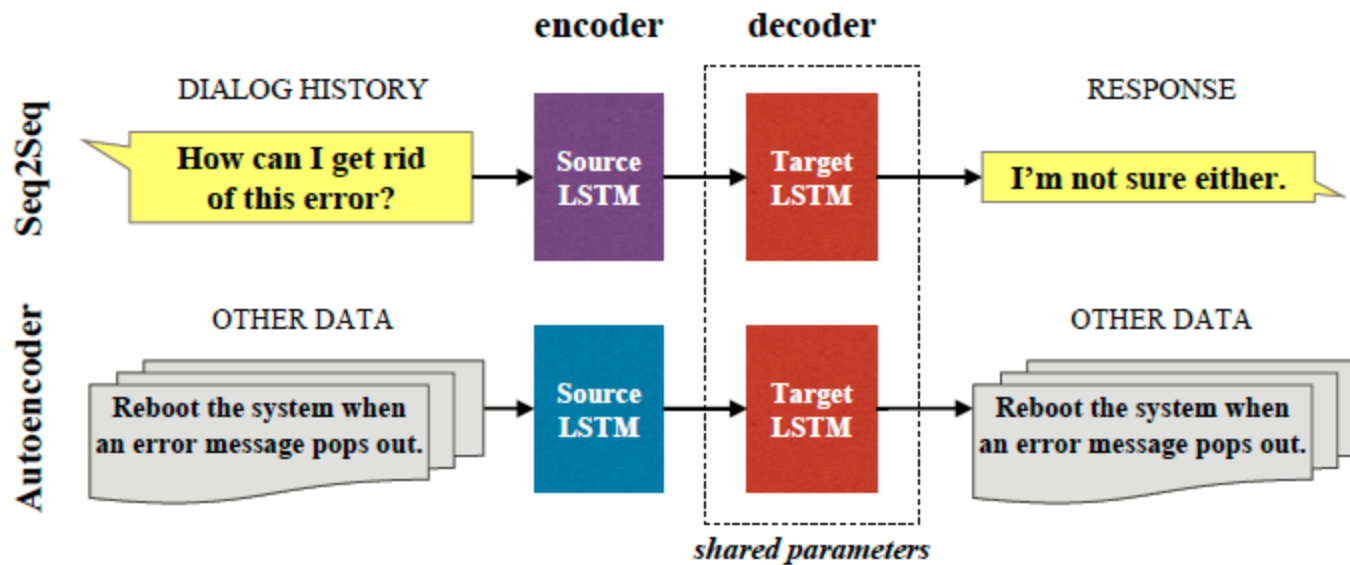 encoder
decoder
Seq2Seq
DIALOG HISTORY
RESPONSE
How can I get rid
of this error?
Source
LSTM
Target
LSTM
I'm not sure either.
Autoencoder
OTHER DATA
OTHER DATA
Reboot the system when
an error message pops out.
Source
LSTM
Target
LSTM
Reboot the system when
an error message pops out.
shared parameters